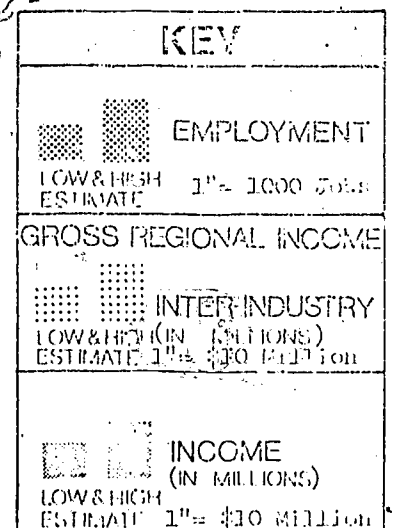 KEY
EMPLOYMENT
LOW & HIGH
ESTIMATE 1"= 1000 Jobs
GROSS REGIONAL INCOME
INTER-INDUSTRY
LOW & HIGH (IN MILLIONS)
ESTIMATE 1"= $10 Million
INCOME
(IN MILLIONS)
LOW & HIGH
ESTIMATE 1"= $10 Million